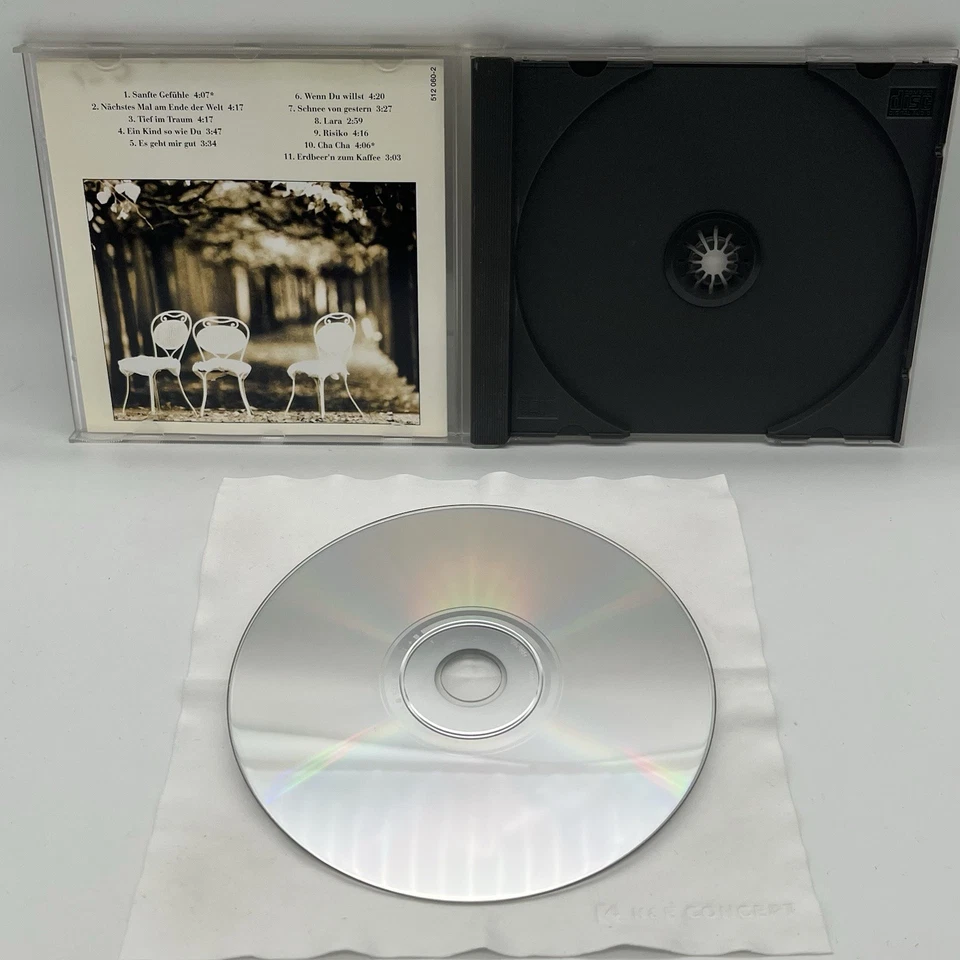 1. Sanfte Gefühle 4:07*
2. Nächstes Mal am Ende der Welt 4:17
3. Tief im Traum 4:17
4. Ein Kind so wie Du 3:47
5. Es geht mir gut 3:34
6. Wenn Du willst 4:20
7. Schnee von gestern 3:27
8. Lara 2:59
9. Risiko 4:16
10. Cha Cha 4:06*
11. Erdbeer'n zum Kaffee 3:03
512 060-2
disc
CONCEPT